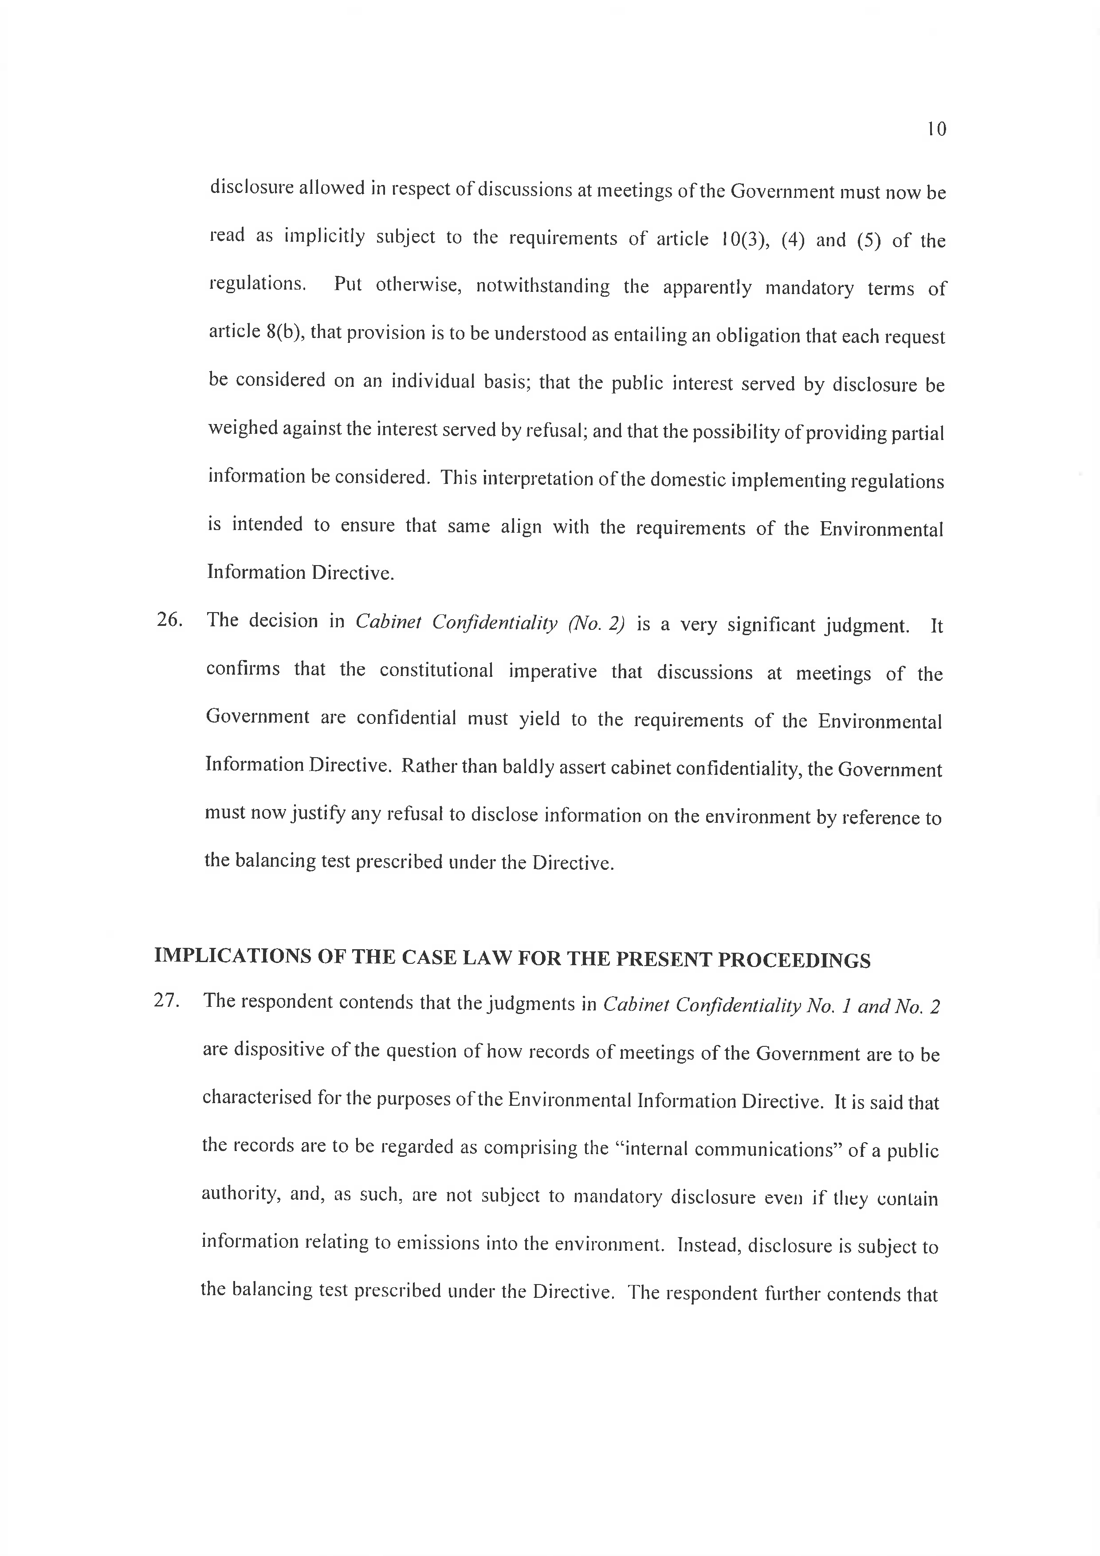 10
disclosure allowed in respect of discussions at meetings of the Government must now be
read as implicitly subject to the requirements of article 10(3), (4) and (5) of the
regulations. Put otherwise, notwithstanding the apparently mandatory terms of
article 8(b), that provision is to be understood as entailing an obligation that each request
be considered on an individual basis; that the public interest served by disclosure be
weighed against the interest served by refusal; and that the possibility of providing partial
information be considered. This interpretation of the domestic implementing regulations
is intended to ensure that same align with the requirements of the Environmental
Information Directive.
26. The decision in Cabinet Confidentiality (No. 2) is a very significant judgment. It
confirms that the constitutional imperative that discussions at meetings of the
Government are confidential must yield to the requirements of the Environmental
Information Directive. Rather than baldly assert cabinet confidentiality, the Government
must now justify any refusal to disclose information on the environment by reference to
the balancing test prescribed under the Directive.
IMPLICATIONS OF THE CASE LAW FOR THE PRESENT PROCEEDINGS
27. The respondent contends that the judgments in Cabinet Confidentiality No. 1 and No. 2
are dispositive of the question of how records of meetings of the Government are to be
characterised for the purposes of the Environmental Information Directive. It is said that
the records are to be regarded as comprising the “internal communications” of a public
authority, and, as such, are not subject to mandatory disclosure even if they contain
information relating to emissions into the environment. Instead, disclosure is subject to
the balancing test prescribed under the Directive. The respondent further contends that